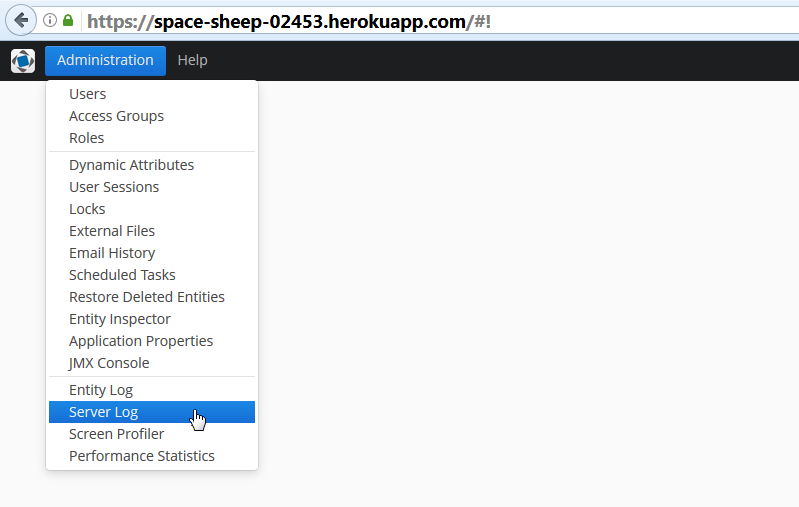 https://space-sheep-02453.herokuapp.com/#!
Administration Help
Users
Access Groups
Roles
Dynamic Attributes
User Sessions
Locks
External Files
Email History
Scheduled Tasks
Restore Deleted Entities
Entity Inspector
Application Properties
JMX Console
Entity Log
Server Log
Screen Profiler
Performance Statistics